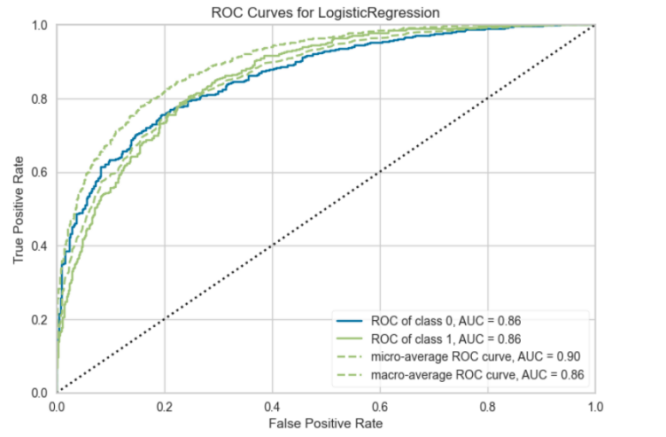 ROC Curves for LogisticRegression
1.0
0.8
0.6
0.4
0.2
0.0
True Positive Rate
ROC of class 0, AUC = 0.86
ROC of class 1, AUC = 0.86
micro-average ROC curve, AUC = 0.90
macro-average ROC curve, AUC = 0.86
0.0 0.2 0.4 0.6 0.8 1.0
False Positive Rate